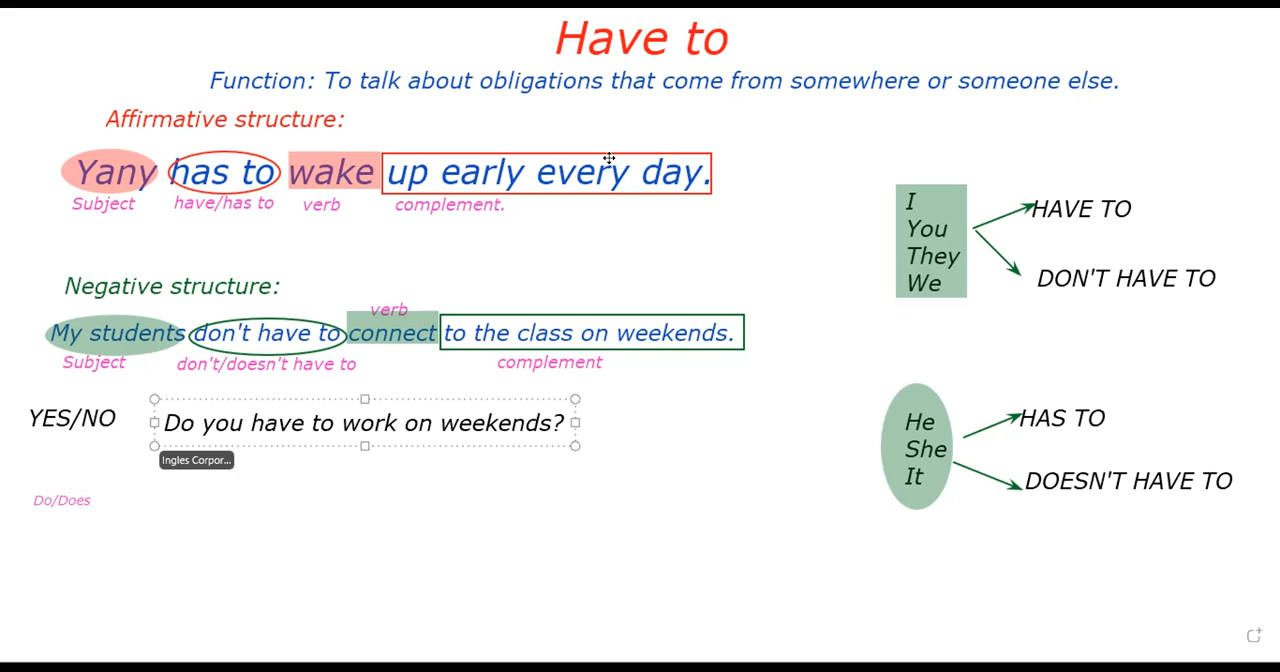 Have to
Function: To talk about obligations that come from somewhere or someone else.
Affirmative structure:
Yany has to wake up early every day.
Subject have/has to verb complement.
I
You
They
We
HAVE TO
DON'T HAVE TO
Negative structure:
verb
My students don't have to connect to the class on weekends.
Subject don't/doesn't have to complement
YES/NO Do you have to work on weekends?
Ingles Corpor...
Do/Does
He
She
It
HAS TO
DOESN'T HAVE TO